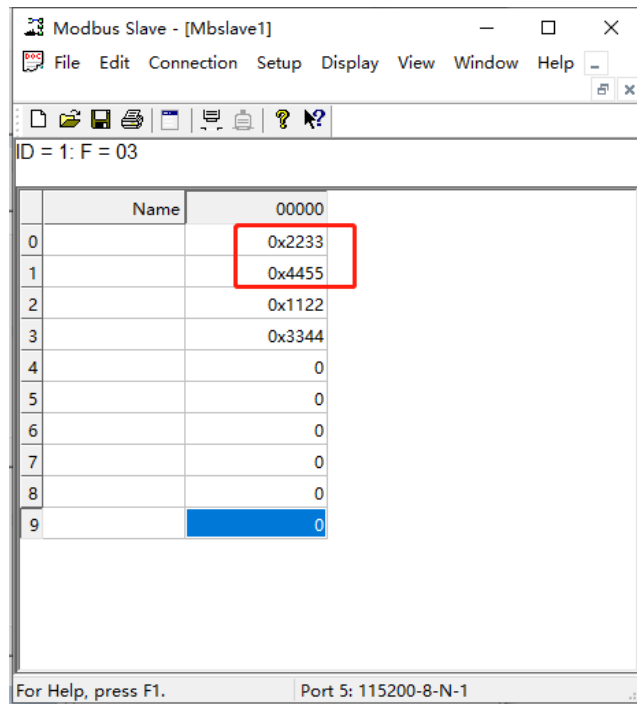 Modbus Slave - [Mbslave1]
File Edit Connection Setup Display View Window Help
ID = 1: F = 03
Name 00000
0 0x2233
1 0x4455
2 0x1122
3 0x3344
4 0
5 0
6 0
7 0
8 0
9 0
For Help, press F1. Port 5: 115200-8-N-1